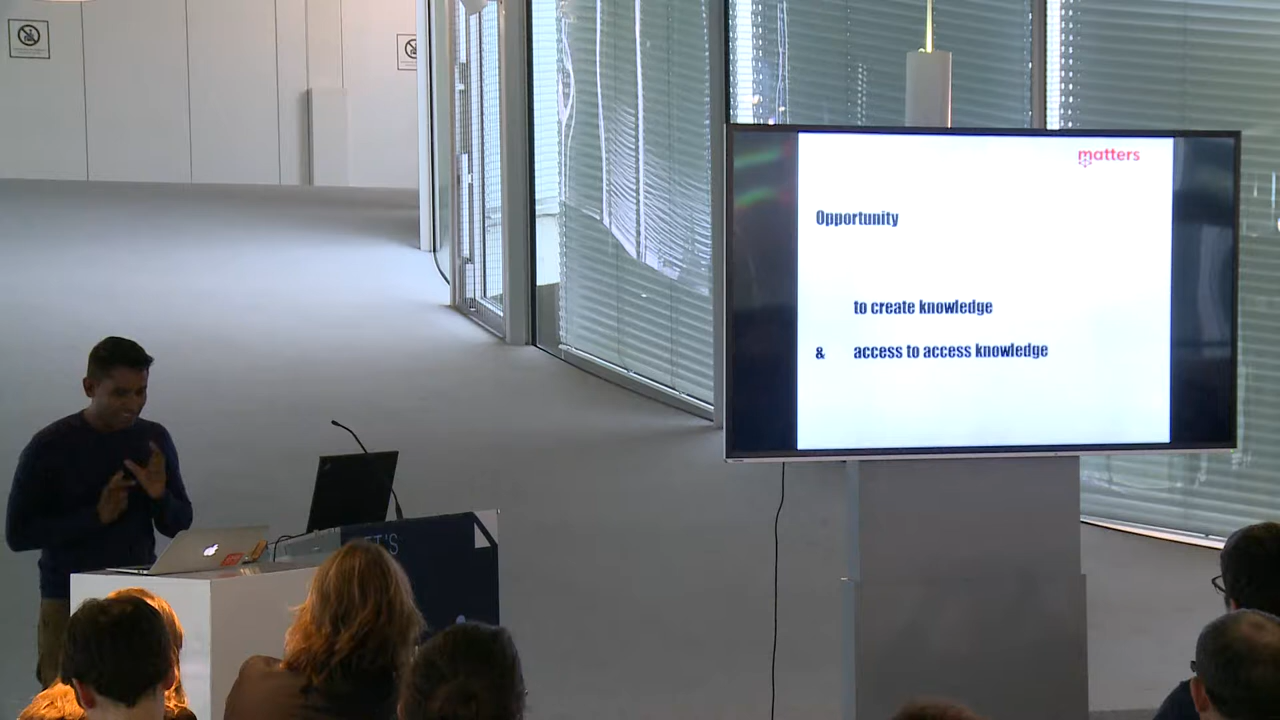 matters
Opportunity
to create knowledge
& access to access knowledge